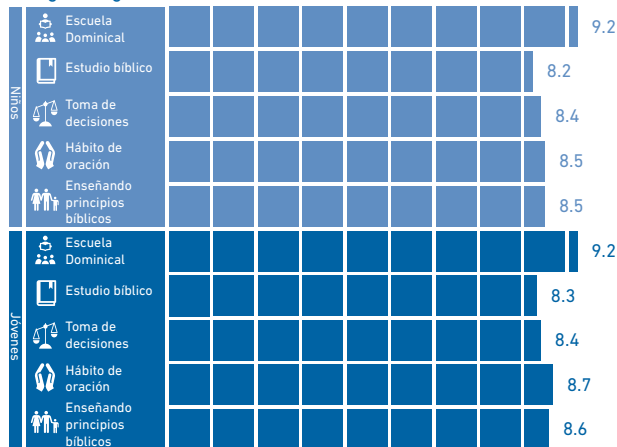 Niños
Escuela
Dominical
9.2
Estudio bíblico
8.2
Toma de
decisiones
8.4
Hábito de
oración
8.5
Enseñando
principios
bíblicos
8.5
Jóvenes
Escuela
Dominical
9.2
Estudio bíblico
8.3
Toma de
decisiones
8.4
Hábito de
oración
8.7
Enseñando
principios
bíblicos
8.6